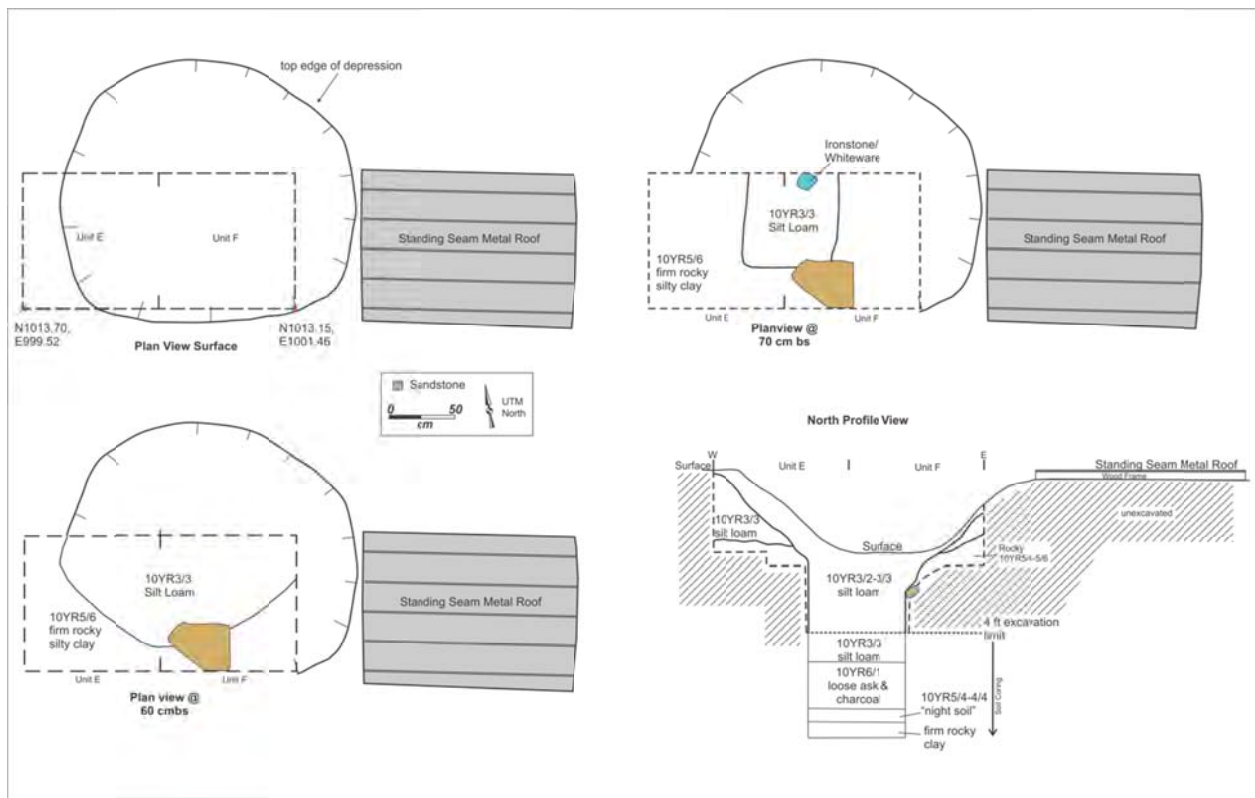 top edge of depression
Unit E
Unit F
Standing Seam Metal Roof
N1013.70,
E999.52
Plan View Surface
N1013.15,
E1001.46
Ironstone/
Whiteware
10YR3/3
Silt Loam
Standing Seam Metal Roof
10YR5/6
firm rocky
silty clay
Unit E
Unit F
Planview @
70 cm bs
Sandstone
0 50
cm
UTM
North
10YR3/3
Silt Loam
Standing Seam Metal Roof
10YR5/6
firm rocky
silty clay
Unit E
Unit F
Plan view @
60 cmbs
North Profile View
W
E
Surface
Unit E
Unit F
Standing Seam Metal Roof
Wood Frame
unexcavated
10YR3/3
silt loam
Surface
Rocky
10YR5/4-5/6
10YR3/2-3/3
silt loam
4 ft excavation
limit
10YR3/3
silt loam
10YR6/1
loose ask &
charcoal
10YR5/4-4/4
"night soil"
firm rocky
clay
Soil Coring